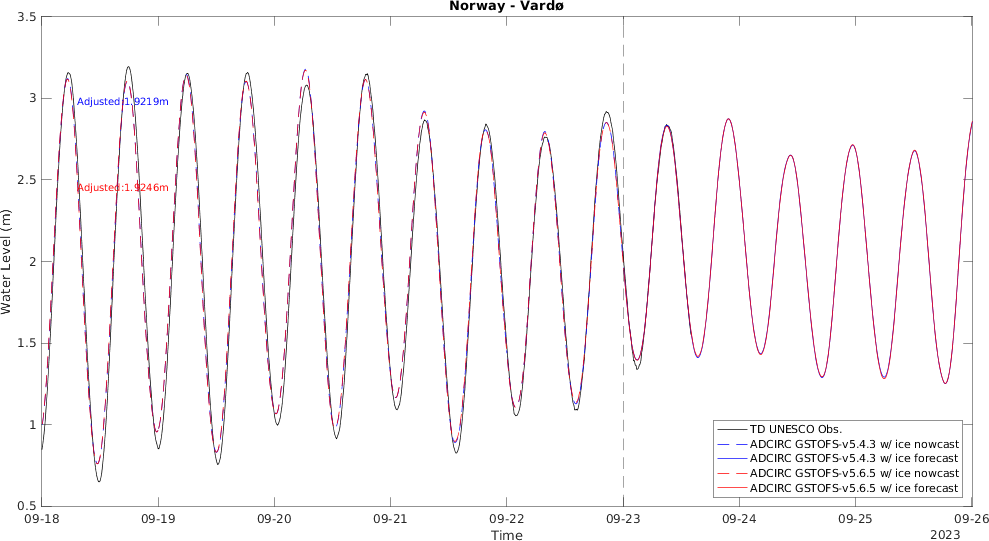 Norway - Vardø
3.5
3
2.5
2
1.5
1
0.5
Water Level (m)
Adjusted:1.9219m
Adjusted:1.9246m
TD UNESCO Obs.
ADCIRC GSTOFS-v5.4.3 w/ ice nowcast
ADCIRC GSTOFS-v5.4.3 w/ ice forecast
ADCIRC GSTOFS-v5.6.5 w/ ice nowcast
ADCIRC GSTOFS-v5.6.5 w/ ice forecast
09-18 09-19 09-20 09-21 09-22 09-23 09-24 09-25 09-26
Time
2023